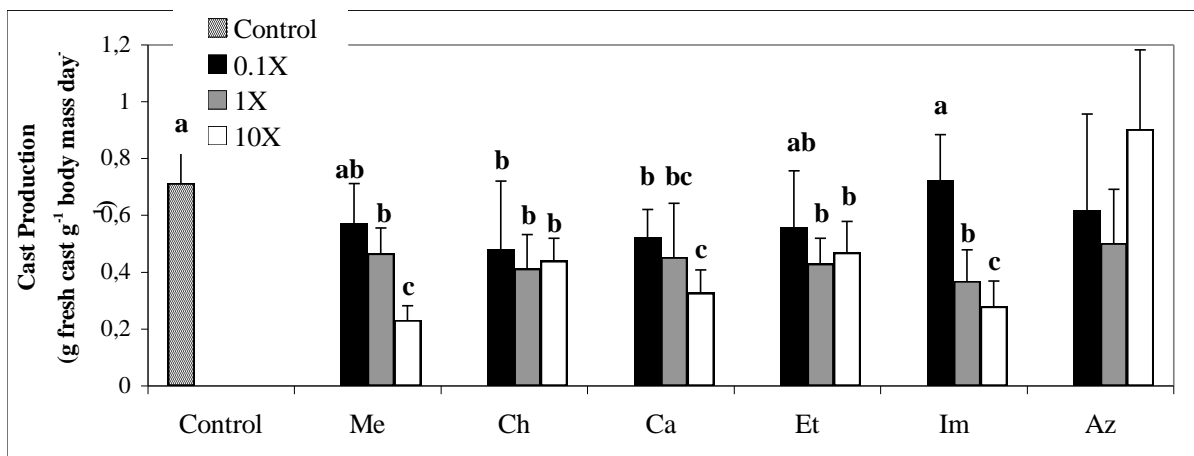 Control
0.1X
1X
10X
Cast Production
(g fresh cast g-1 body mass day-
1)
1,2
1
0,8
0,6
0,4
0,2
0
a
ab
b
c
b
b
b
b
bc
c
ab
b
b
a
b
c
Control
Me
Ch
Ca
Et
Im
Az